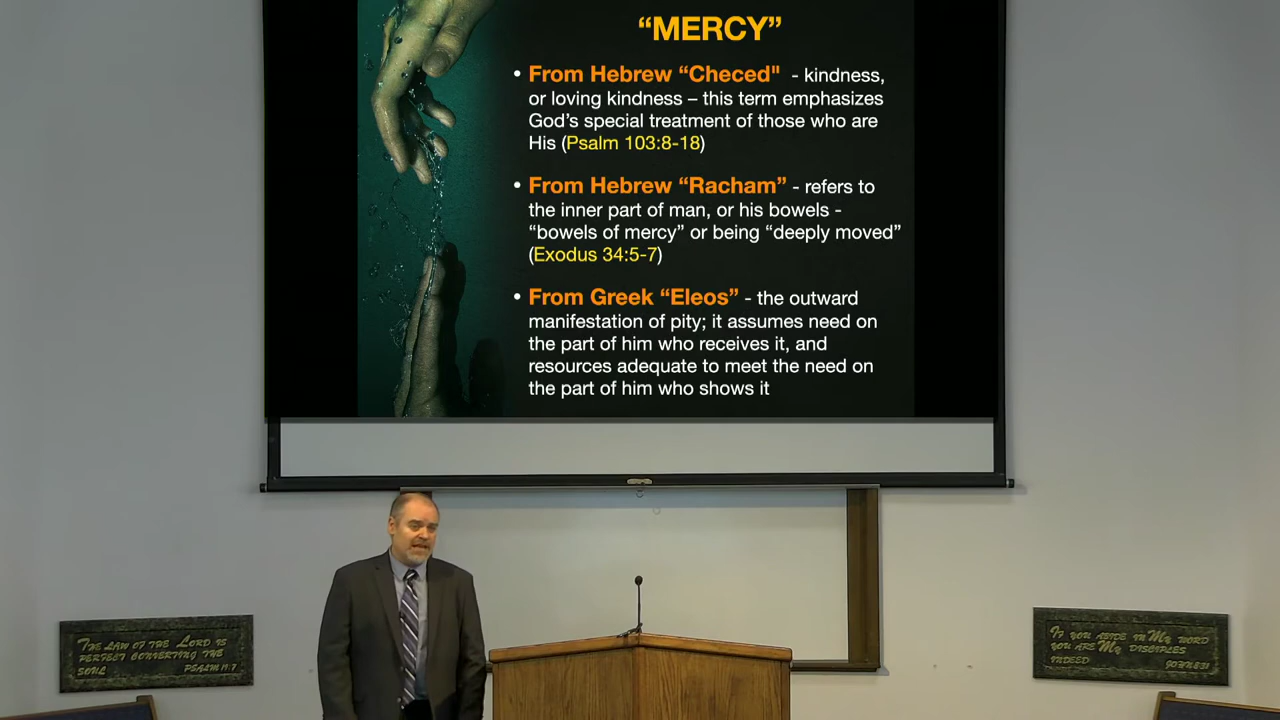 “MERCY”
• From Hebrew “Checed" - kindness,
or loving kindness – this term emphasizes
God’s special treatment of those who are
His (Psalm 103:8-18)
• From Hebrew “Racham” - refers to
the inner part of man, or his bowels -
“bowels of mercy” or being “deeply moved”
(Exodus 34:5-7)
• From Greek “Eleos” - the outward
manifestation of pity; it assumes need on
the part of him who receives it, and
resources adequate to meet the need on
the part of him who shows it
THE LAW OF THE LORD IS
PERFECT CONVERTING THE
SOUL PSALM 19:7
IF YOU ABIDE IN MY WORD
YOU ARE MY DISCIPLES
INDEED JOHN 8:31